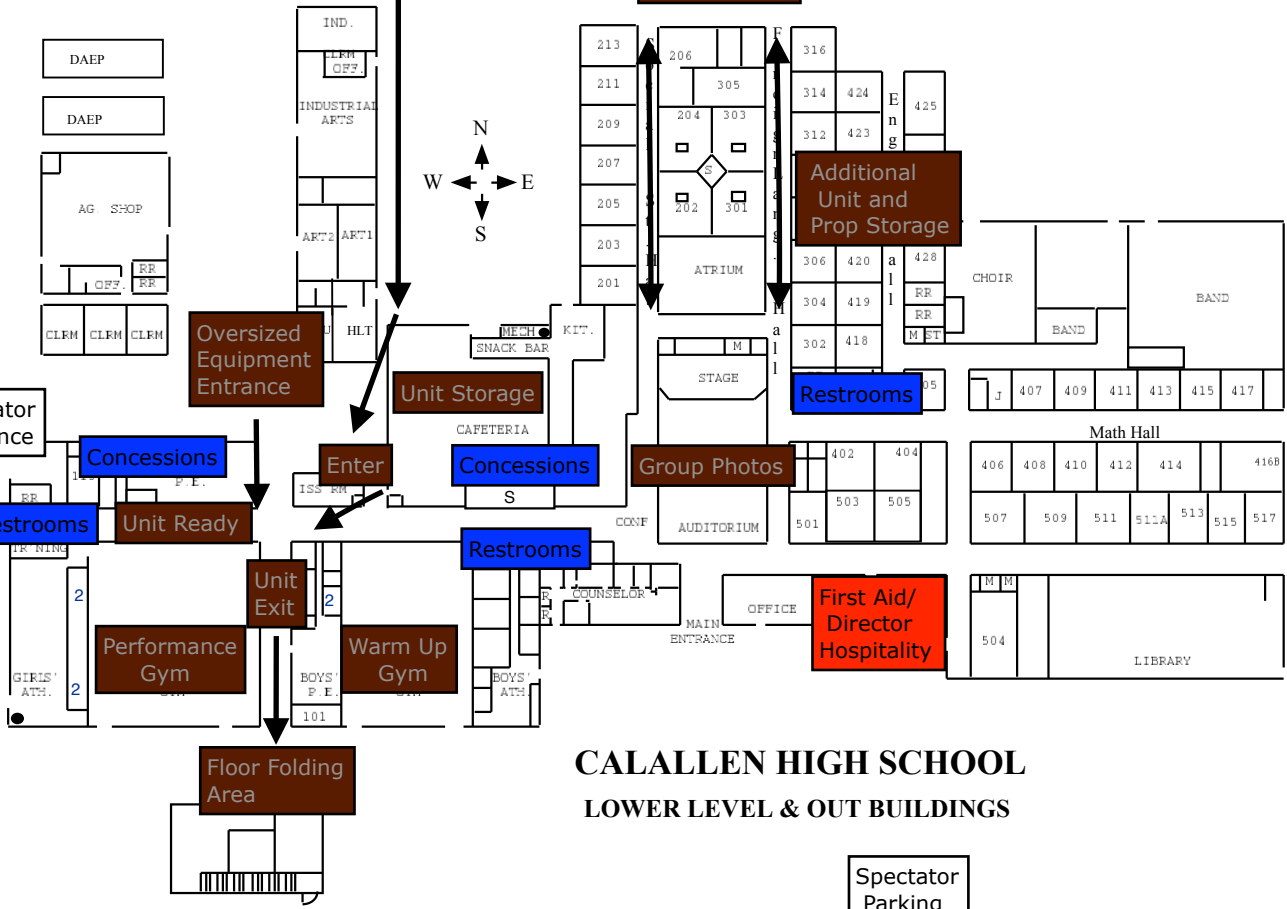 DAEP
DAEP
AG. SHOP
OFF.
RR
RR
CLRM CLRM CLRM
IND.
CLRM
OFF.
INDUSTRIAL
ARTS
ART2 ART1
HLT
N
W E
S
213
211
209
207
205
203
201
206
305
204 303
S
202 301
ATRIUM
316
314 424
312 423
425
Additional
Unit and
Prop Storage
306 420
304 419
302 418
428
RR
RR
M ST
CHOIR
BAND
BAND
Oversized
Equipment
Entrance
MECH
KIT.
SNACK BAR
M
STAGE
Unit Storage
CAFETERIA
Restrooms
J 407 409 411 413 415 417
Math Hall
Concessions
P.E.
Enter
ISS RM
Concessions
S
Group Photos
402 404
503 505
501
406 408 410 412 414 416B
507 509 511 511A 513 515 517
RR
Unit Ready
CONF
AUDITORIUM
Restrooms
2
2
Unit
Exit
2
COUNSELOR
R
R
MAIN
ENTRANCE
OFFICE
First Aid/
Director
Hospitality
M M
504
LIBRARY
Performance
Gym
Warm Up
Gym
GIRLS'
ATH.
BOYS'
P.E.
101
BOYS'
ATH.
Floor Folding
Area
CALALLEN HIGH SCHOOL
LOWER LEVEL & OUT BUILDINGS
Spectator
Parking